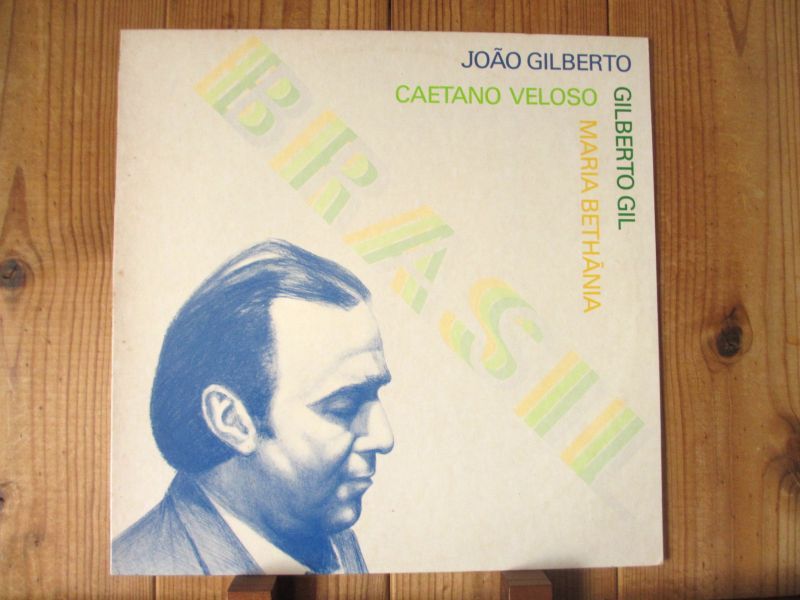 JOÃO GILBERTO
CAETANO VELOSO
GILBERTO GIL
MARIA BETHÂNIA
BRASIL